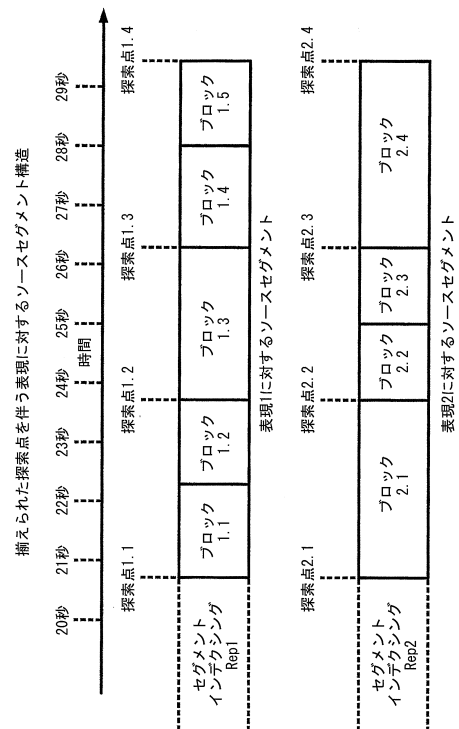 揃えられた探索点を伴う表現に対するソースセグメント構造
20秒 21秒 22秒 23秒 24秒 25秒 26秒 27秒 28秒 29秒
時間
探索点1.1 探索点1.2 探索点1.3 探索点1.4
セグメント
インデクシング
Rep1
ブロック
1.1
ブロック
1.2
ブロック
1.3
ブロック
1.4
ブロック
1.5
表現1に対するソースセグメント
探索点2.1 探索点2.2 探索点2.3 探索点2.4
セグメント
インデクシング
Rep2
ブロック
2.1
ブロック
2.2
ブロック
2.3
ブロック
2.4
表現2に対するソースセグメント